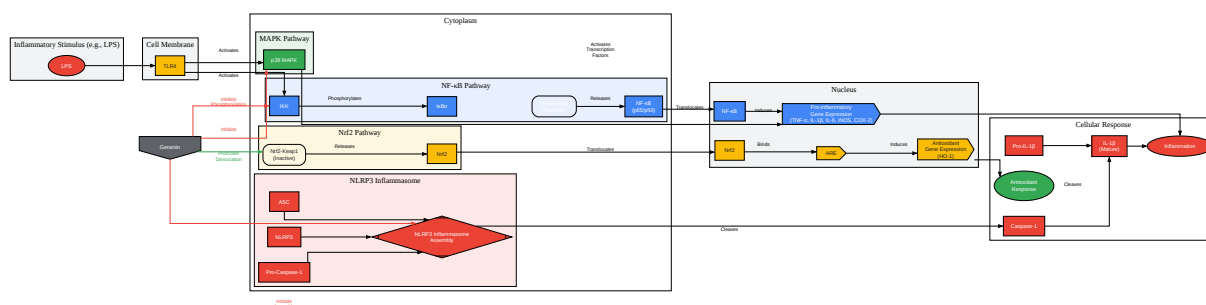 Cytoplasm
Inflammatory Stimulus (e.g., LPS)
LPS
Cell Membrane
TLR4
Activates
Activates
MAPK Pathway
p38 MAPK
Activates
Transcription
Factors
NF-κB Pathway
Inhibits
Phosphorylation
IKK
Phosphorylates
IκBα
Releases
NF-κB
(p65/p50)
Translocates
Inhibits
Geranin
Promotes
Dissociation
Nrf2 Pathway
Nrf2-Keap1
(Inactive)
Releases
Nrf2
Translocates
Nucleus
NF-κB
Induces
Pro-inflammatory
Gene Expression
(TNF-α, IL-1β, IL-6, iNOS, COX-2)
Nrf2
Binds
ARE
Induces
Antioxidant
Gene Expression
(HO-1)
Cellular Response
Pro-IL-1β
IL-1β
(Mature)
Inflammation
Antioxidant
Response
Cleaves
Caspase-1
NLRP3 Inflammasome
ASC
NLRP3
Pro-Caspase-1
NLRP3 Inflammasome
Assembly
Cleaves
Inhibits